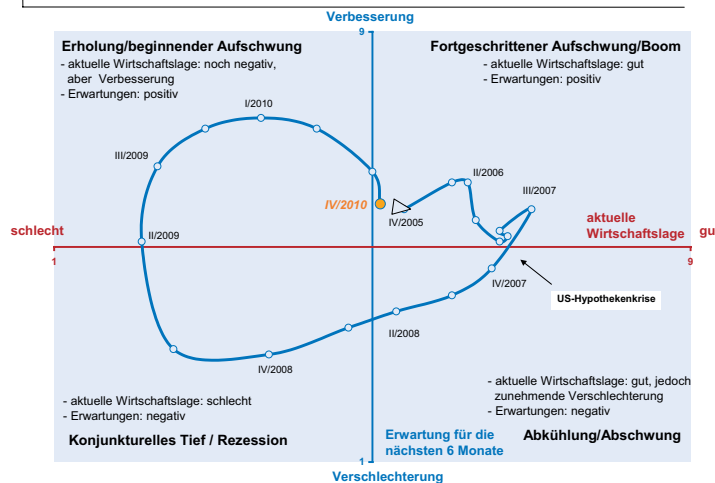 Verbesserung
9
Erholung/beginnender Aufschwung
- aktuelle Wirtschaftslage: noch negativ,
aber Verbesserung
- Erwartungen: positiv
Fortgeschrittener Aufschwung/Boom
- aktuelle Wirtschaftslage: gut
- Erwartungen: positiv
I/2010
III/2009
II/2006
III/2007
IV/2010
IV/2005
aktuelle
Wirtschaftslage
schlecht
gut
II/2009
1
9
IV/2007
US-Hypothekenkrise
II/2008
IV/2008
- aktuelle Wirtschaftslage: schlecht
- Erwartungen: negativ
Konjunkturelles Tief / Rezession
- aktuelle Wirtschaftslage: gut, jedoch
zunehmende Verschlechterung
- Erwartungen: negativ
Erwartung für die
nächsten 6 Monate
Abkühlung/Abschwung
1
Verschlechterung